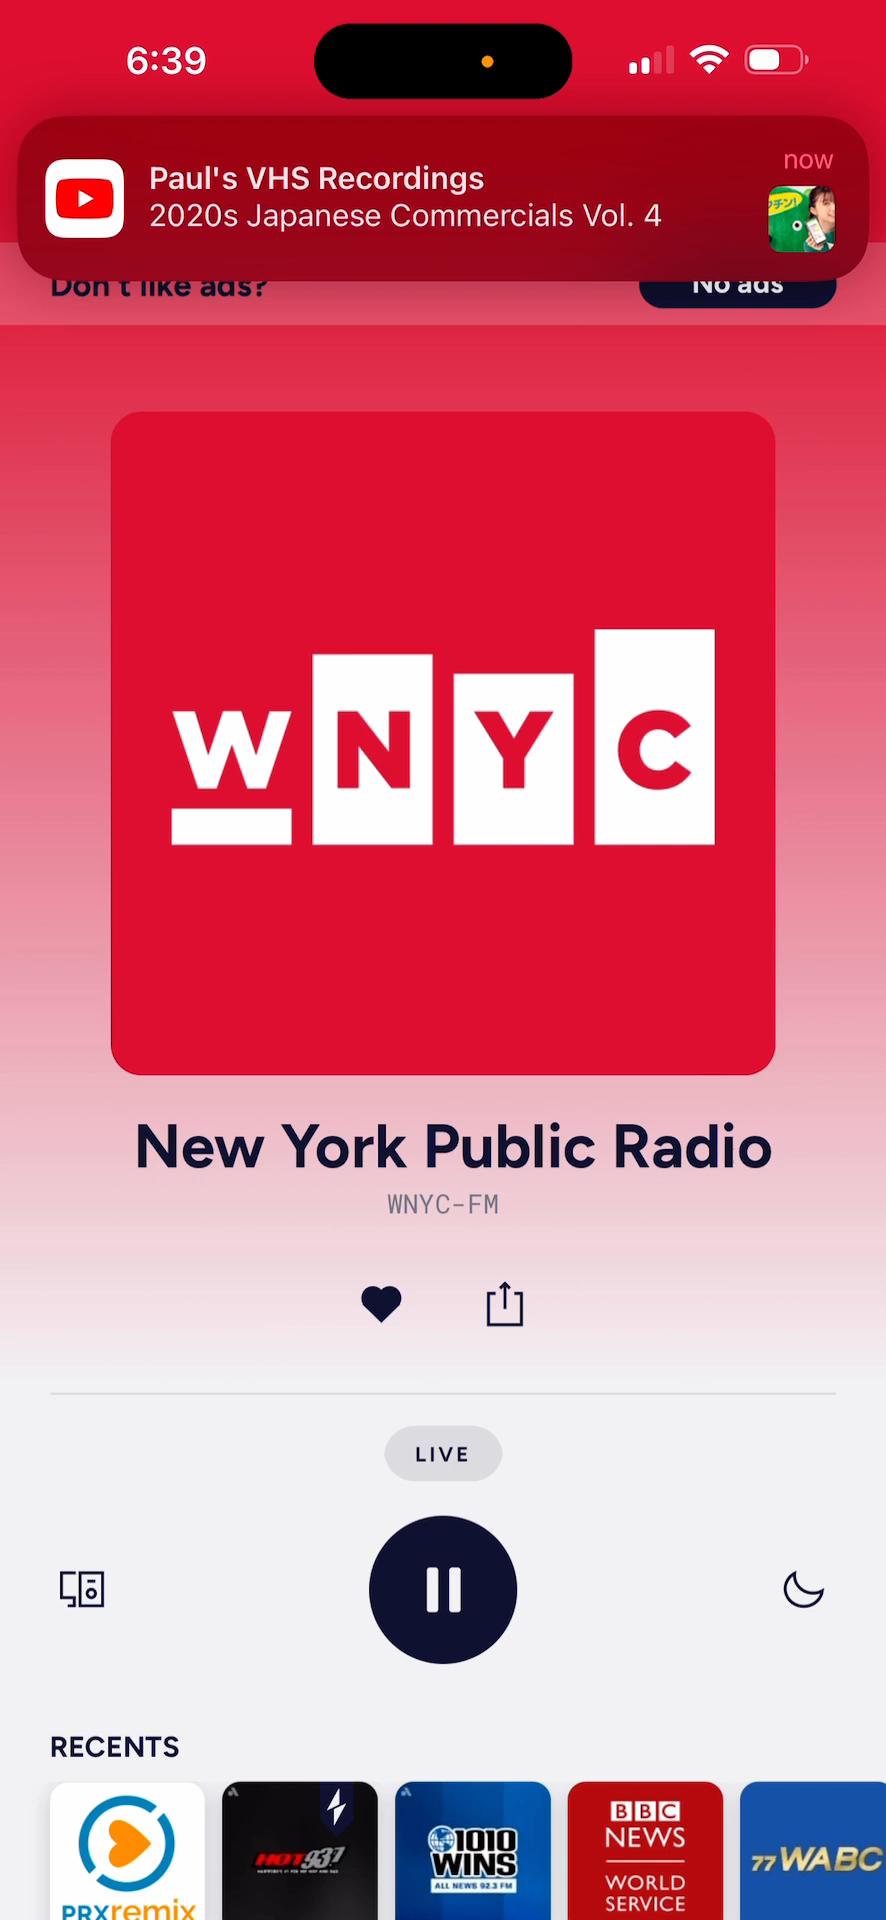 6:39
now
Paul's VHS Recordings
2020s Japanese Commercials Vol. 4
Don't like ads?
No ads
WNYC
New York Public Radio
WNYC-FM
LIVE
RECENTS
PRXremix
HOT 93.7
1010
WINS
ALL NEWS 92.3 FM
BBC
NEWS
WORLD
SERVICE
77WABC